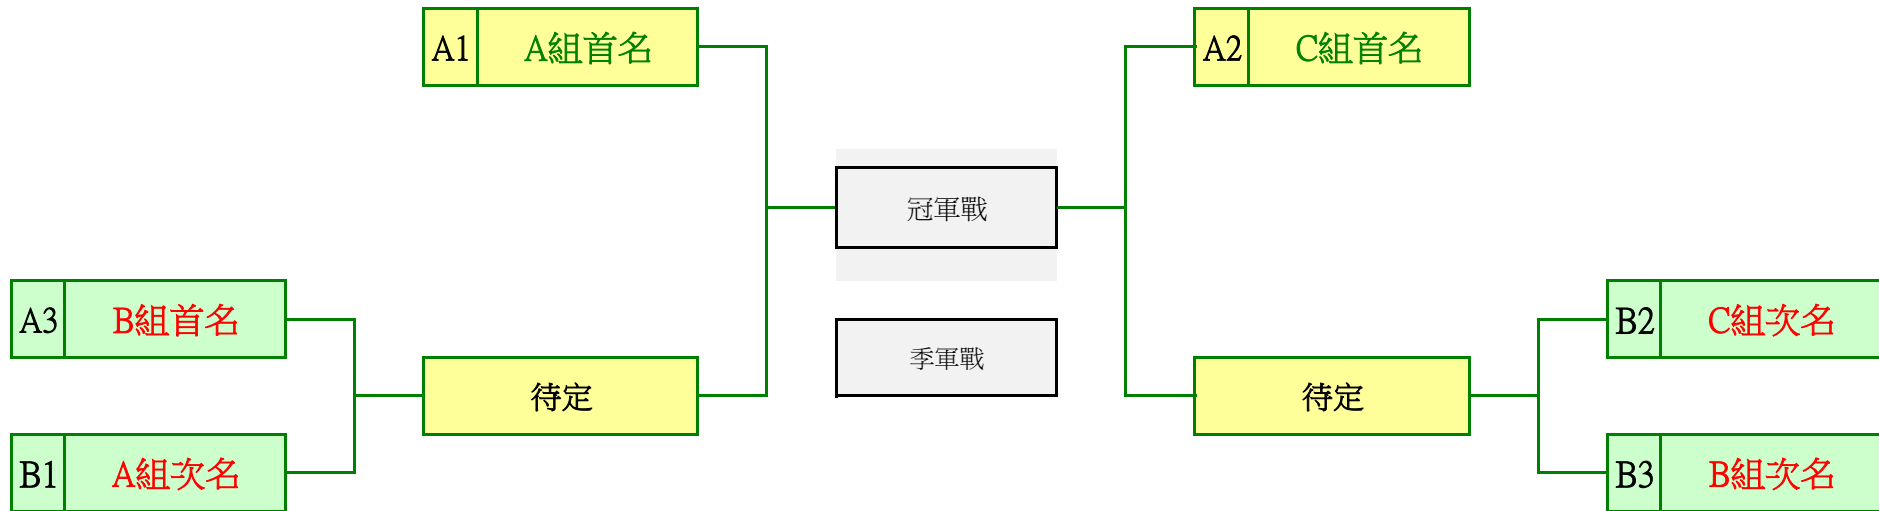 A1 A組首名
A2 C組首名
冠軍戰
A3 B組首名
季軍戰
B2 C組次名
待定
待定
B1 A組次名
B3 B組次名